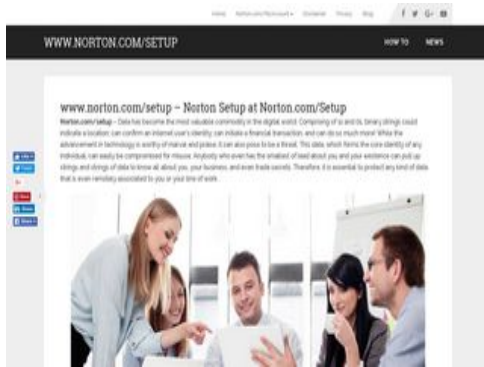 Home Norton.com/MyAccount Disclaimer Privacy Blog
WWW.NORTON.COM/SETUP HOW TO NEWS
www.norton.com/setup – Norton Setup at Norton.com/Setup
Norton.com/setup – Data has become the most valuable commodity in the digital world. Comprising of 1s and 0s, binary strings could
indicate a location, can confirm an internet user's identity, can initiate a financial transaction, and can do so much more! While the
advancement in technology is worthy of marvel and praise, it can also prove to be a threat. This data, which forms the core identity of any
individual, can easily be compromised for misuse. Anybody who even has the smallest of lead about you and your existence can pull up
strings and strings of data to know all about you, your business, and even trade secrets. Therefore, it is essential to protect any kind of data
that is even remotely associated to you or your line of work.